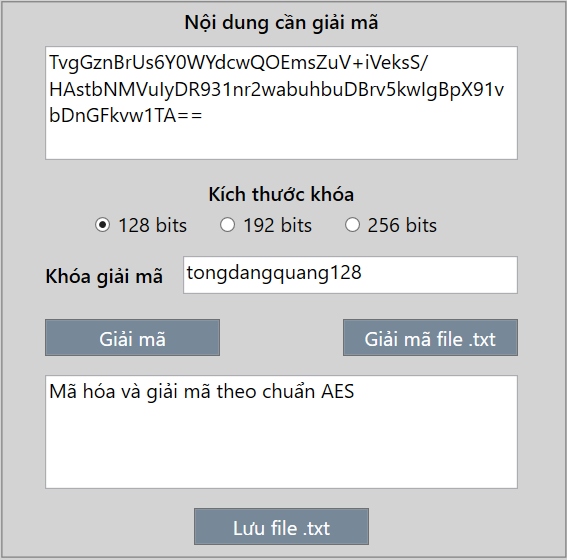 Nội dung cần giải mã
TvgGznBrUs6Y0WYdcwQOEmsZuV+iVeksS/
HAstbNMVuIyDR931nr2wabuhbuDBrv5kwIgBpX91v
bDnGFkvw1TA==
Kích thước khóa
128 bits 192 bits 256 bits
Khóa giải mã tongdangquang128
Giải mã Giải mã file .txt
Mã hóa và giải mã theo chuẩn AES
Lưu file .txt